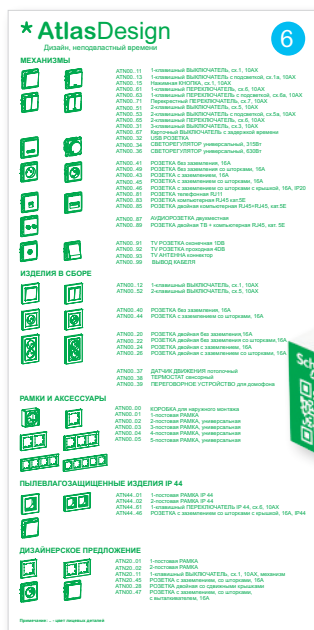 * AtlasDesign
Дизайн, неподвластный времени
6
МЕХАНИЗМЫ
ATN00..11 1-клавишный ВЫКЛЮЧАТЕЛЬ, сх.1, 10АХ
ATN00..13 1-клавишный ВЫКЛЮЧАТЕЛЬ с подсветкой, сх.1а, 10АХ
ATN00..15 Нажимная КНОПКА, сх.1, 10АХ
ATN00..61 1-клавишный ПЕРЕКЛЮЧАТЕЛЬ, сх.6, 10АХ
ATN00..63 1-клавишный ПЕРЕКЛЮЧАТЕЛЬ с подсветкой, сх.6а, 10АХ
ATN00..71 Перекрестный ПЕРЕКЛЮЧАТЕЛЬ, сх.7, 10АХ
ATN00..51 2-клавишный ВЫКЛЮЧАТЕЛЬ, сх.5, 10АХ
ATN00..53 2-клавишный ВЫКЛЮЧАТЕЛЬ с подсветкой, сх.5а, 10АХ
ATN00..65 2-клавишный ПЕРЕКЛЮЧАТЕЛЬ, сх.6, 10АХ
ATN00..31 3-клавишный ВЫКЛЮЧАТЕЛЬ, сх.3, 10АХ
Карточный ВЫКЛЮЧАТЕЛЬ с задержкой времени
ATN00..32 USB РОЗЕТКА
ATN00..34 СВЕТОРЕГУЛЯТОР универсальный, 315Вт
ATN00..36 СВЕТОРЕГУЛЯТОР универсальный, 630Вт
ATN00..41 РОЗЕТКА без заземления, 16А
ATN00..49 РОЗЕТКА без заземления со шторками, 16А
ATN00..43 РОЗЕТКА с заземлением, 16А
ATN00..45 РОЗЕТКА с заземлением со шторками, 16А
ATN00..46 РОЗЕТКА с заземлением со шторками с крышкой, 16А, IP20
ATN00..81 РОЗЕТКА телефонная RJ11
ATN00..83 РОЗЕТКА компьютерная RJ45 кат.5Е
ATN00..85 РОЗЕТКА двойная компьютерная RJ45+RJ45, кат.5Е
ATN00..87 АУДИОРОЗЕТКА двухместная
ATN00..89 РОЗЕТКА двойная ТВ + компьютерная RJ45, кат.5Е
ATN00..91 TV РОЗЕТКА оконечная 1DB
ATN00..92 TV РОЗЕТКА проходная 4DB
ATN00..93 TV АНТЕННА коннектор
ATN00..99 ВЫВОД КАБЕЛЯ
ИЗДЕЛИЯ В СБОРЕ
ATN00..12 1-клавишный ВЫКЛЮЧАТЕЛЬ, сх.1, 10АХ
ATN00..52 2-клавишный ВЫКЛЮЧАТЕЛЬ, сх.5, 10АХ
ATN00..40 РОЗЕТКА без заземления, 16А
ATN00..44 РОЗЕТКА с заземлением со шторками, 16А
ATN00..20 РОЗЕТКА двойная без заземления,16А
ATN00..22 РОЗЕТКА двойная без заземления со шторками,16А
ATN00..24 РОЗЕТКА двойная с заземлением, 16А
ATN00..26 РОЗЕТКА двойная с заземлением со шторками, 16А
ATN00..37 ДАТЧИК ДВИЖЕНИЯ потолочный
ATN00..38 ТЕРМОСТАТ сенсорный
ATN00..39 ПЕРЕГОВОРНОЕ УСТРОЙСТВО для домофона
РАМКИ И АКСЕССУАРЫ
ATN00..00 КОРОБКА для наружного монтажа
ATN00..01 1-постовая РАМКА
ATN00..02 2-постовая РАМКА, универсальная
ATN00..03 3-постовая РАМКА, универсальная
ATN00..04 4-постовая РАМКА, универсальная
ATN00..05 5-постовая РАМКА, универсальная
ПЫЛЕВЛАГОЗАЩИЩЕННЫЕ ИЗДЕЛИЯ IP 44
ATN44..01 1-постовая РАМКА IP 44
ATN44..02 2-постовая РАМКА IP 44
ATN44..61 1-клавишный ПЕРЕКЛЮЧАТЕЛЬ IP 44, сх.6, 10АХ
ATN44..46 РОЗЕТКА с заземлением со шторками с крышкой, 16А, IP44
ДИЗАЙНЕРСКОЕ ПРЕДЛОЖЕНИЕ
ATN20..01 1-постовая РАМКА
ATN20..02 2-постовая РАМКА
ATN20..11 1-клавишный ВЫКЛЮЧАТЕЛЬ, сх.1, 10АХ, механизм
ATN20..45 РОЗЕТКА с заземлением, со шторками, 16А
ATN00..28 РОЗЕТКА двойная со сдвижными крышками
ATN00..47 РОЗЕТКА с заземлением, со шторками,
с выталкивателем, 16А
Примечание: .. - цвет лицевых деталей